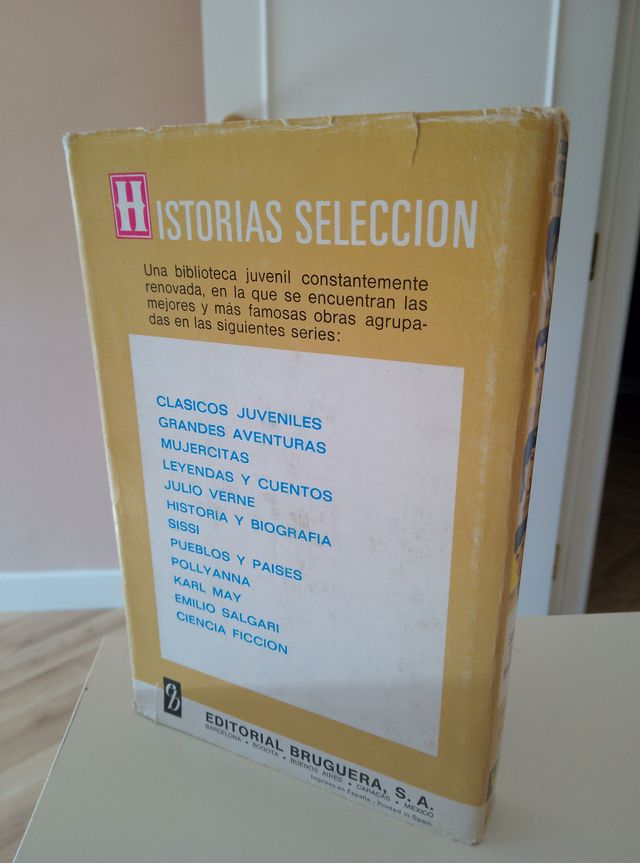 HISTORIAS SELECCION
Una biblioteca juvenil constantemente
renovada, en la que se encuentran las
mejores y más famosas obras agrupa-
das en las siguientes series:
CLASICOS JUVENILES
GRANDES AVENTURAS
MUJERCITAS
LEYENDAS Y CUENTOS
JULIO VERNE
HISTORIA Y BIOGRAFIA
SISSI
PUEBLOS Y PAISES
POLLYANNA
KARL MAY
EMILIO SALGARI
CIENCIA FICCION
EDITORIAL BRUGUERA, S. A.
BARCELONA • BOGOTA • BUENOS AIRES • CARACAS • MEXICO
Impreso en España - Printed in Spain